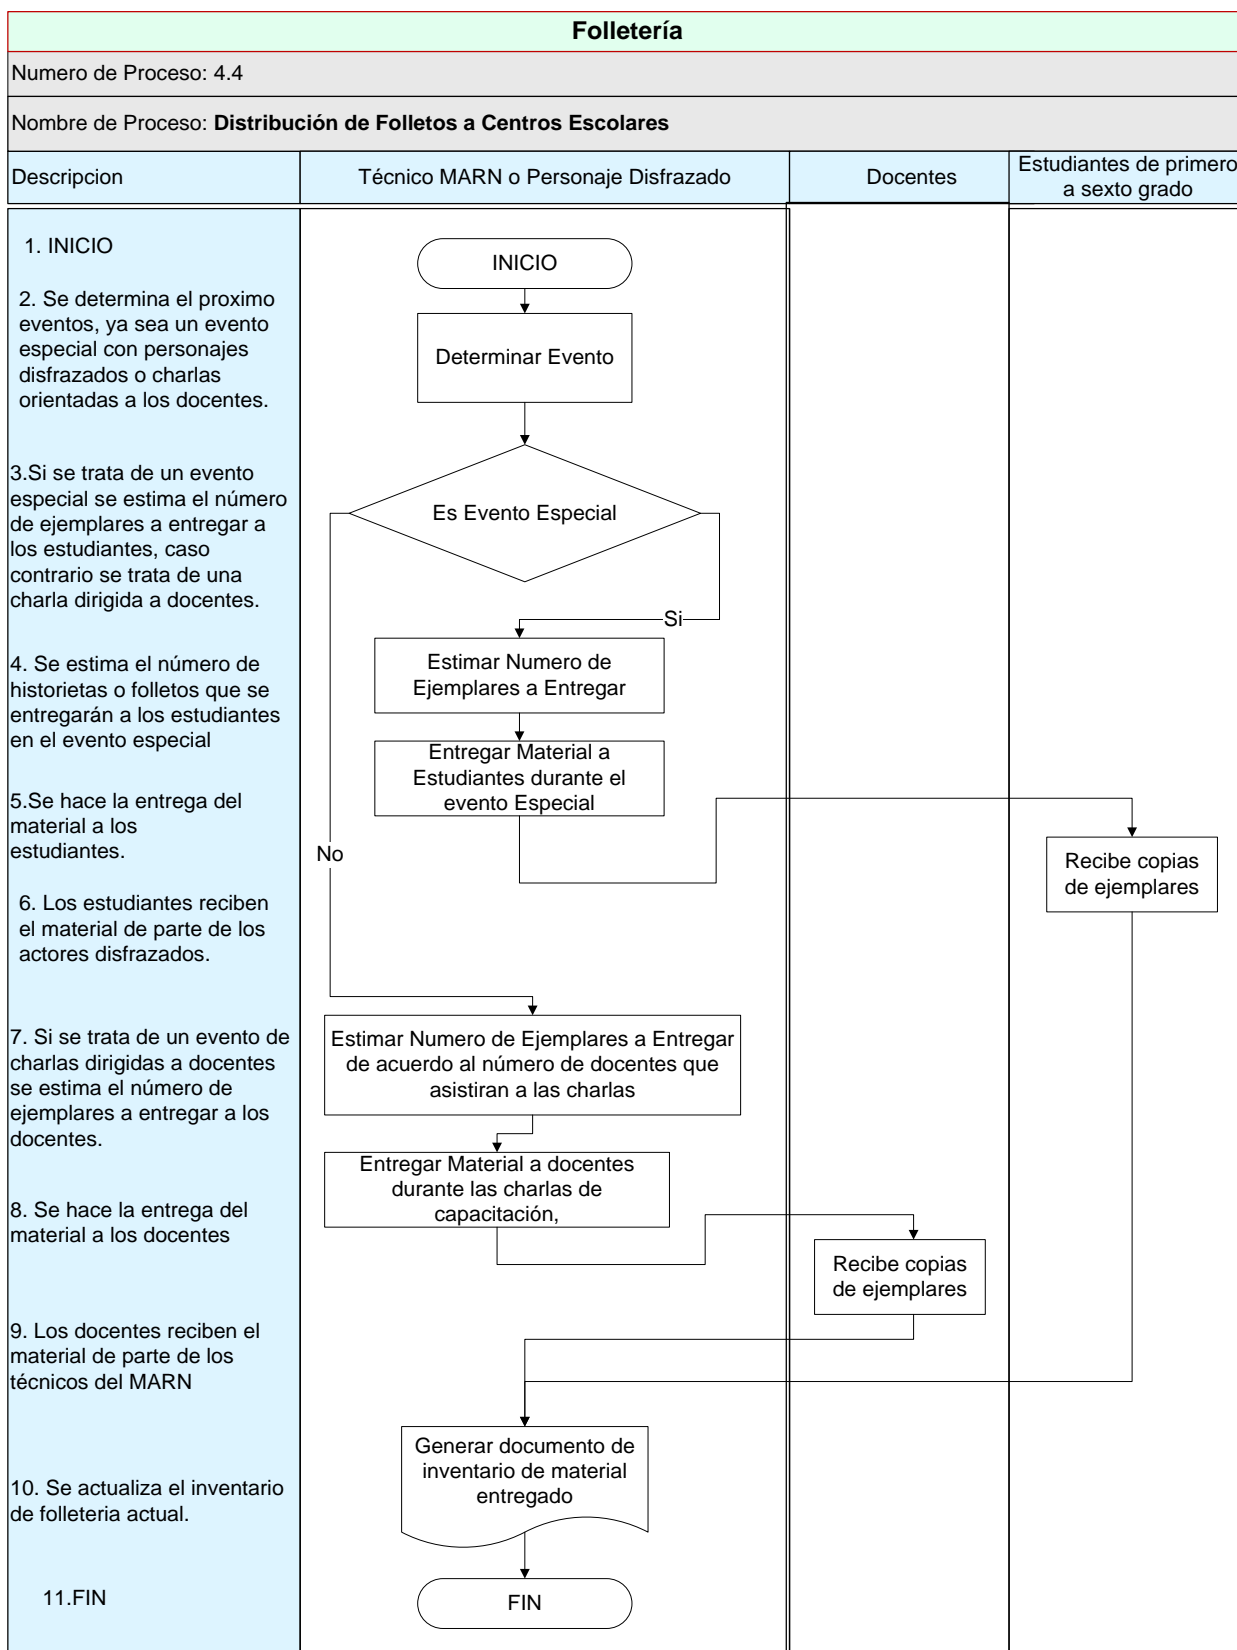 Folletería
Numero de Proceso: 4.4
Nombre de Proceso: Distribución de Folletos a Centros Escolares
Descripcion
Técnico MARN o Personaje Disfrazado
Docentes
Estudiantes de primero
a sexto grado
1. INICIO
2. Se determina el proximo
eventos, ya sea un evento
especial con personajes
disfrazados o charlas
orientadas a los docentes.
3.Si se trata de un evento
especial se estima el número
de ejemplares a entregar a
los estudiantes, caso
contrario se trata de una
charla dirigida a docentes.
4. Se estima el número de
historietas o folletos que se
entregarán a los estudiantes
en el evento especial
5.Se hace la entrega del
material a los
estudiantes.
6. Los estudiantes reciben
el material de parte de los
actores disfrazados.
7. Si se trata de un evento de
charlas dirigidas a docentes
se estima el número de
ejemplares a entregar a los
docentes.
8. Se hace la entrega del
material a los docentes
9. Los docentes reciben el
material de parte de los
técnicos del MARN
10. Se actualiza el inventario
de folleteria actual.
11.FIN
INICIO
Determinar Evento
Es Evento Especial
Si
Estimar Numero de
Ejemplares a Entregar
Entregar Material a
Estudiantes durante el
evento Especial
No
Recibe copias
de ejemplares
Estimar Numero de Ejemplares a Entregar
de acuerdo al número de docentes que
asistiran a las charlas
Entregar Material a docentes
durante las charlas de
capacitación,
Recibe copias
de ejemplares
Generar documento de
inventario de material
entregado
FIN